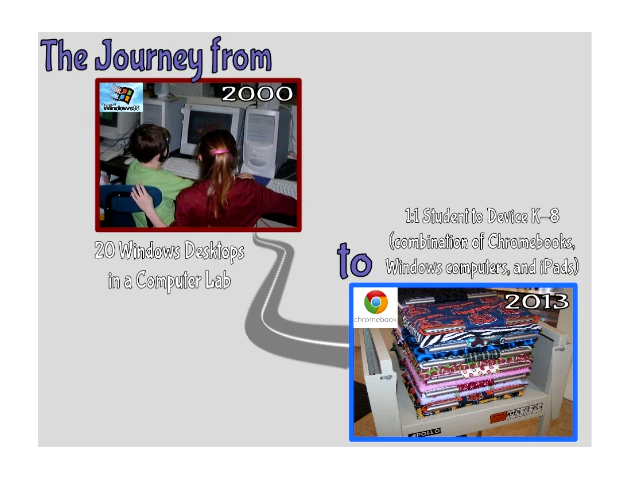 The Journey from
2000
20 Windows Desktops
in a Computer Lab
to
1:1 Student to Device K-8
(combination of Chromebooks,
Windows computers, and iPads)
chromebook
2013
APOLLO